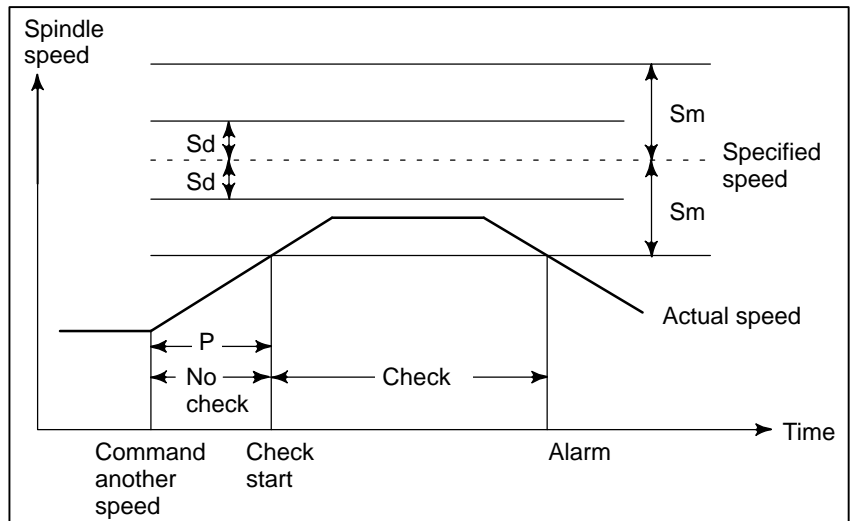 Spindle
speed
Sm
Sd
Specified
speed
Sd
Sm
Actual speed
P
No
check
Check
Time
Command
another
speed
Check
start
Alarm